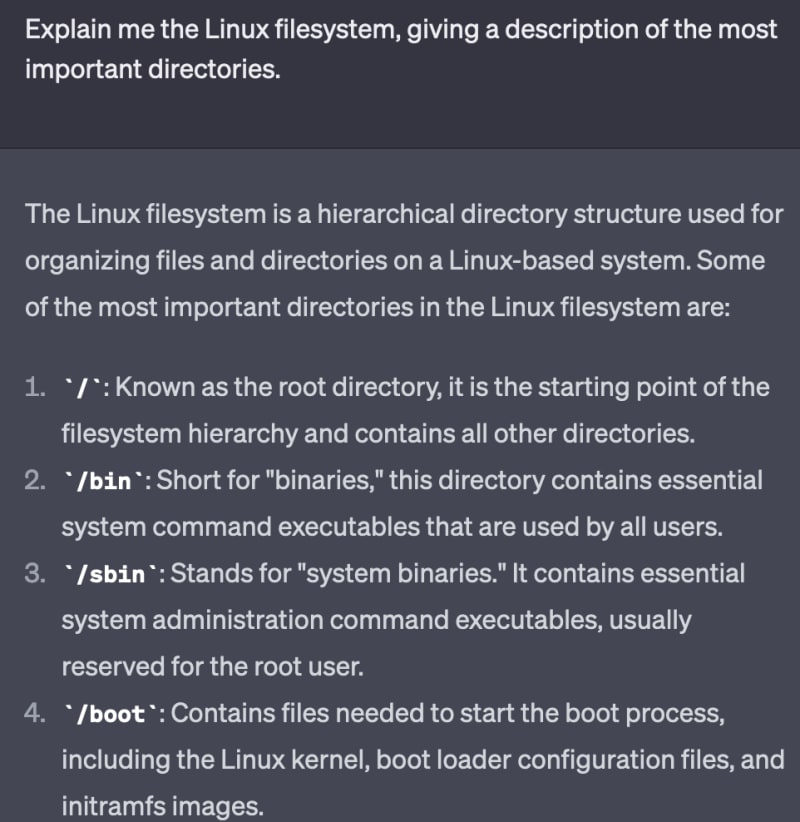 Explain me the Linux filesystem, giving a description of the most
important directories.
The Linux filesystem is a hierarchical directory structure used for
organizing files and directories on a Linux-based system. Some
of the most important directories in the Linux filesystem are:
1. `/`: Known as the root directory, it is the starting point of the
filesystem hierarchy and contains all other directories.
2. `/bin`: Short for "binaries," this directory contains essential
system command executables that are used by all users.
3. `/sbin`: Stands for "system binaries." It contains essential
system administration command executables, usually
reserved for the root user.
4. `/boot`: Contains files needed to start the boot process,
including the Linux kernel, boot loader configuration files, and
initramfs images.